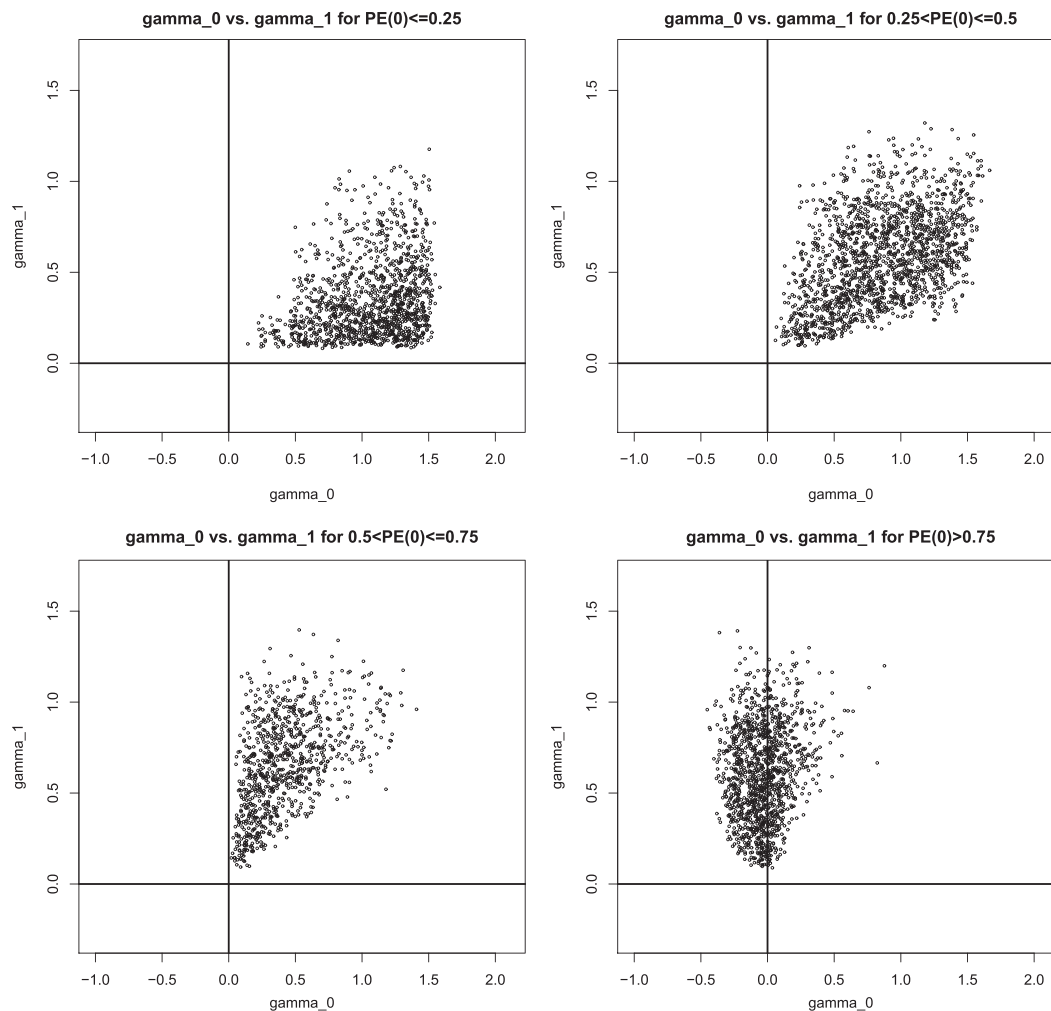 gamma_0 vs. gamma_1 for PE(0)<=0.25
gamma_1
1.5
1.0
0.5
0.0
−1.0 −0.5 0.0 0.5 1.0 1.5 2.0
gamma_0
gamma_0 vs. gamma_1 for 0.25<PE(0)<=0.5
gamma_1
1.5
1.0
0.5
0.0
−1.0 −0.5 0.0 0.5 1.0 1.5 2.0
gamma_0
gamma_0 vs. gamma_1 for 0.5<PE(0)<=0.75
gamma_1
1.5
1.0
0.5
0.0
−1.0 −0.5 0.0 0.5 1.0 1.5 2.0
gamma_0
gamma_0 vs. gamma_1 for PE(0)>0.75
gamma_1
1.5
1.0
0.5
0.0
−1.0 −0.5 0.0 0.5 1.0 1.5 2.0
gamma_0